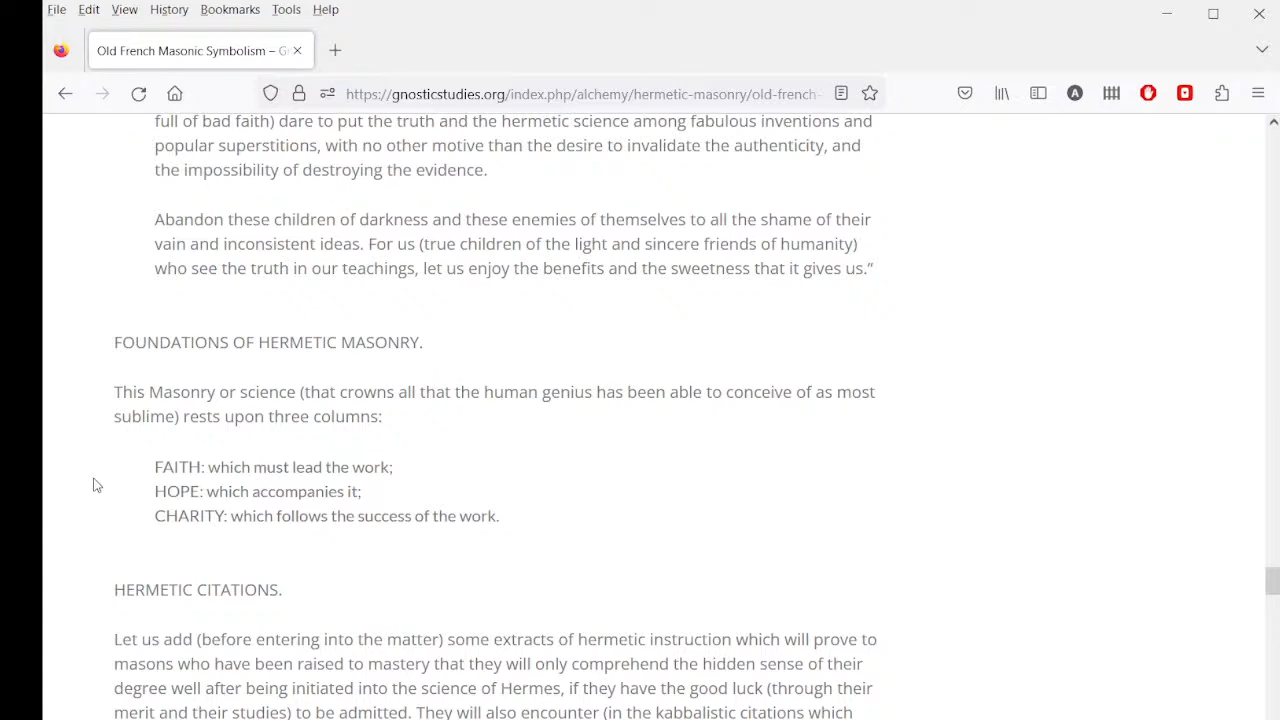 File Edit View History Bookmarks Tools Help
Old French Masonic Symbolism – G
https://gnosticstudies.org/index.php/alchemy/hermetic-masonry/old-french-
full of bad faith) dare to put the truth and the hermetic science among fabulous inventions and
popular superstitions, with no other motive than the desire to invalidate the authenticity, and
the impossibility of destroying the evidence.
Abandon these children of darkness and these enemies of themselves to all the shame of their
vain and inconsistent ideas. For us (true children of the light and sincere friends of humanity)
who see the truth in our teachings, let us enjoy the benefits and the sweetness that it gives us.”
FOUNDATIONS OF HERMETIC MASONRY.
This Masonry or science (that crowns all that the human genius has been able to conceive of as most
sublime) rests upon three columns:
FAITH: which must lead the work;
HOPE: which accompanies it;
CHARITY: which follows the success of the work.
HERMETIC CITATIONS.
Let us add (before entering into the matter) some extracts of hermetic instruction which will prove to
masons who have been raised to mastery that they will only comprehend the hidden sense of their
degree well after being initiated into the science of Hermes, if they have the good luck (through their
merit and their studies) to be admitted. They will also encounter (in the kabbalistic citations which